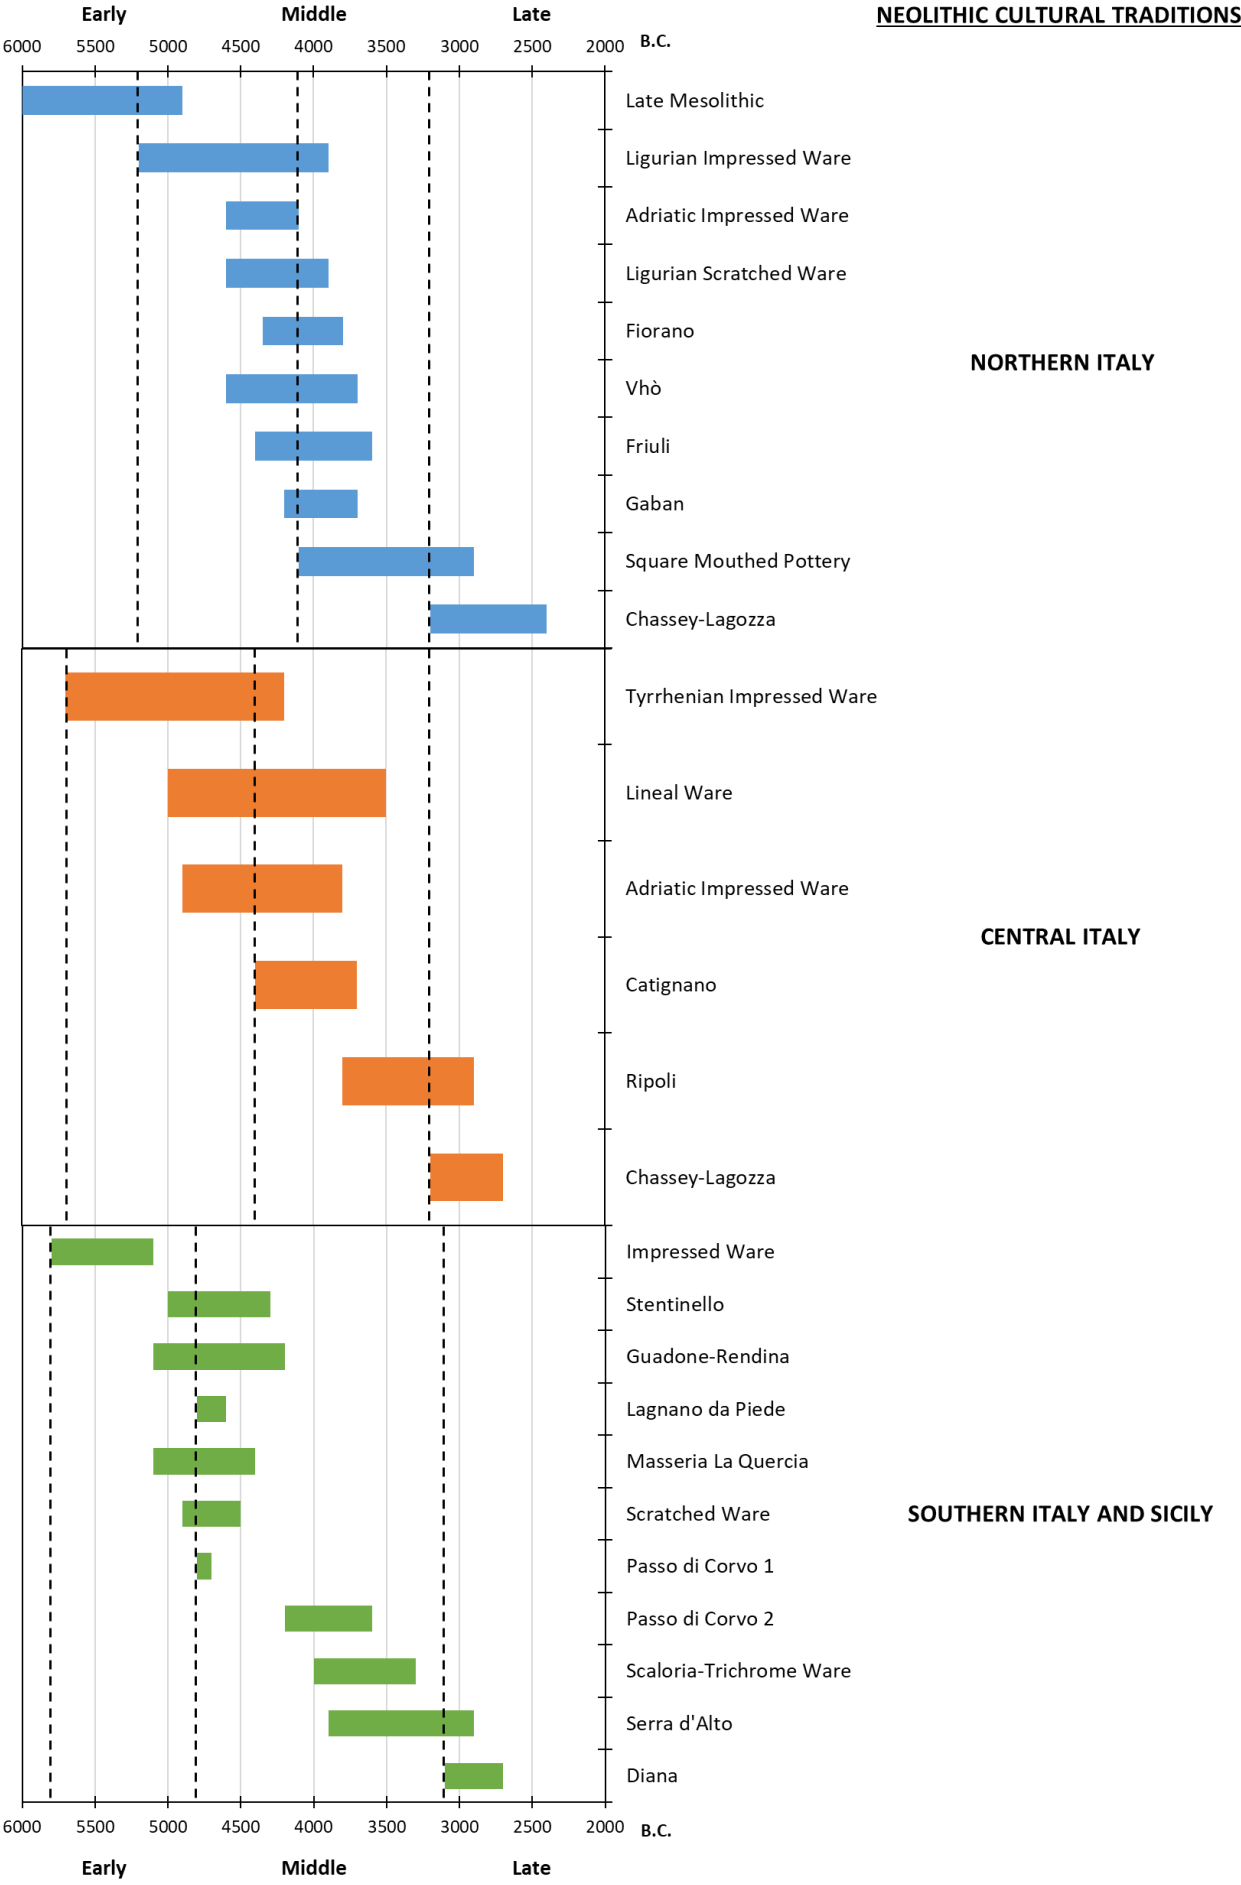 Early Middle Late NEOLITHIC CULTURAL TRADITIONS
6000 5500 5000 4500 4000 3500 3000 2500 2000 B.C.
Late Mesolithic
Ligurian Impressed Ware
Adriatic Impressed Ware
Ligurian Scratched Ware
Fiorano
NORTHERN ITALY
Vhò
Friuli
Gaban
Square Mouthed Pottery
Chassey-Lagozza
Tyrrhenian Impressed Ware
Lineal Ware
Adriatic Impressed Ware
CENTRAL ITALY
Catignano
Ripoli
Chassey-Lagozza
Impressed Ware
Stentinello
Guadone-Rendina
Lagnano da Piede
Masseria La Quercia
Scratched Ware SOUTHERN ITALY AND SICILY
Passo di Corvo 1
Passo di Corvo 2
Scaloria-Trichrome Ware
Serra d'Alto
Diana
6000 5500 5000 4500 4000 3500 3000 2500 2000 B.C.
Early Middle Late